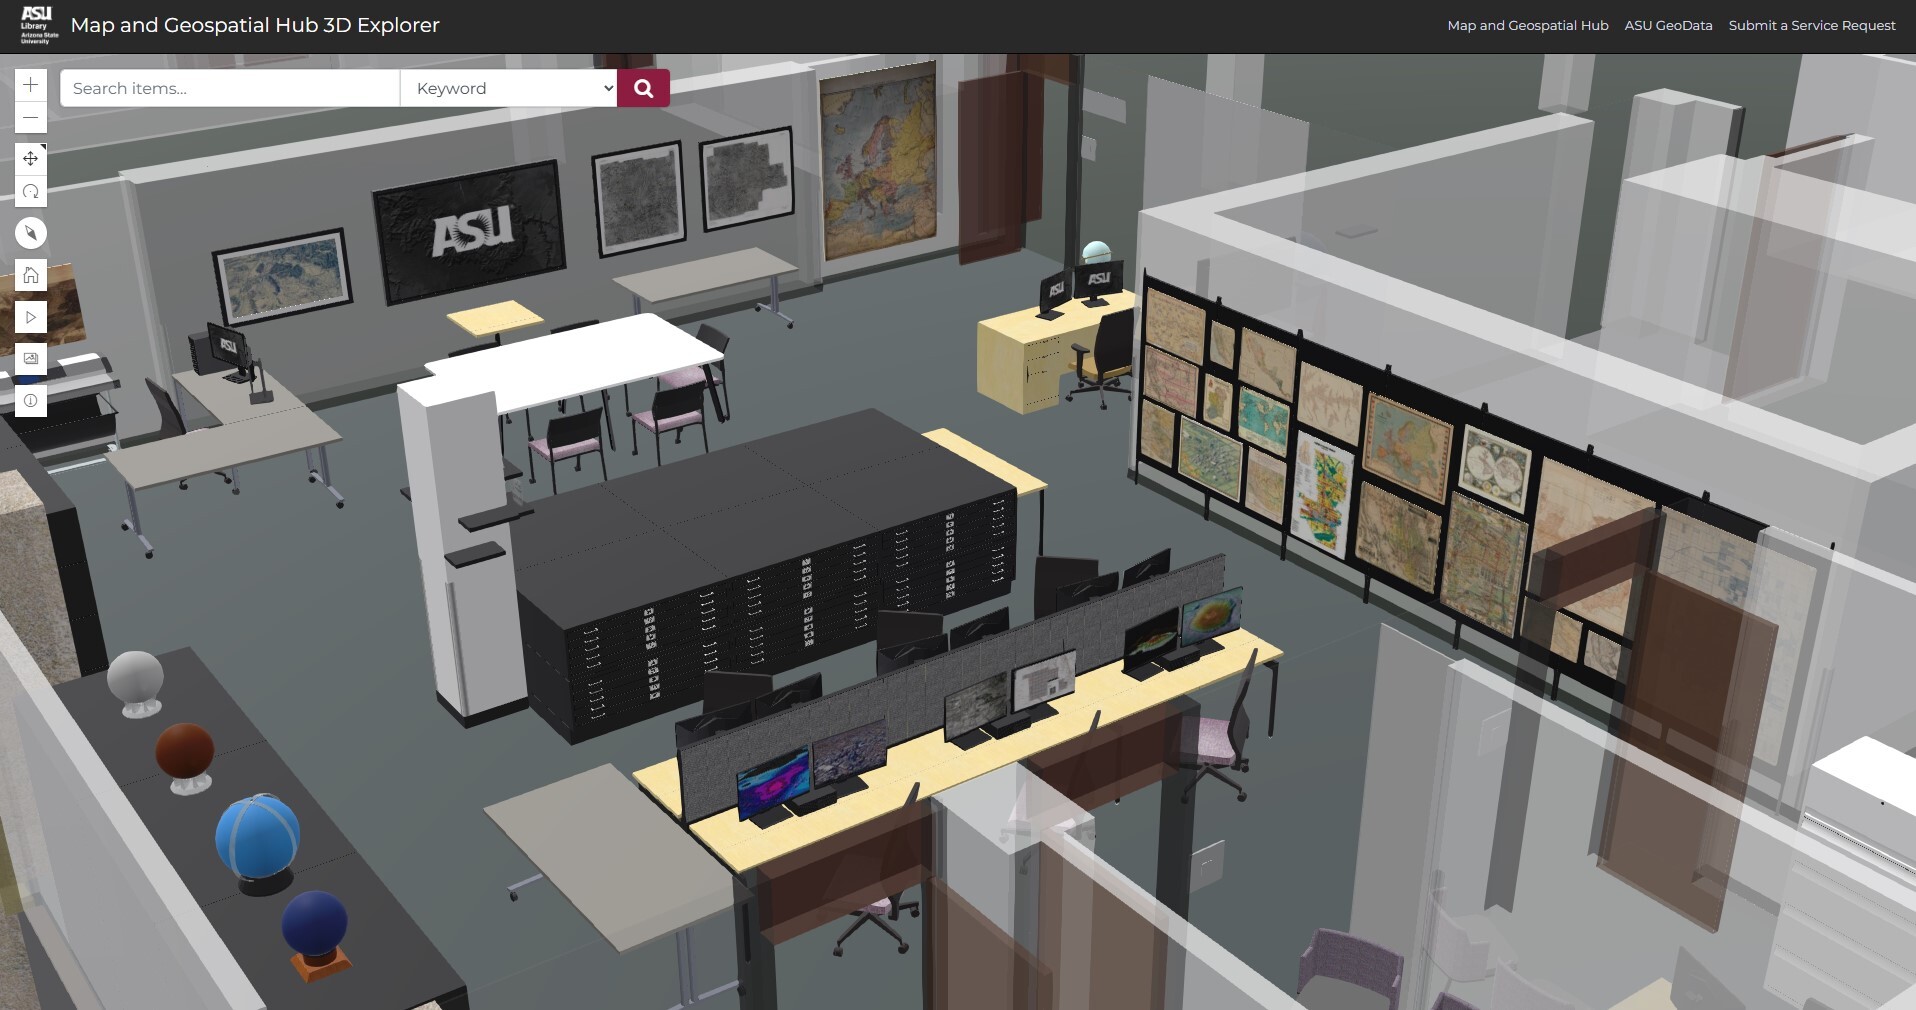 ASU
Library
Arizona State
University
Map and Geospatial Hub 3D Explorer
Map and Geospatial Hub
ASU GeoData
Submit a Service Request
Search items...
Keyword
ASU
ASU
ASU
ASU